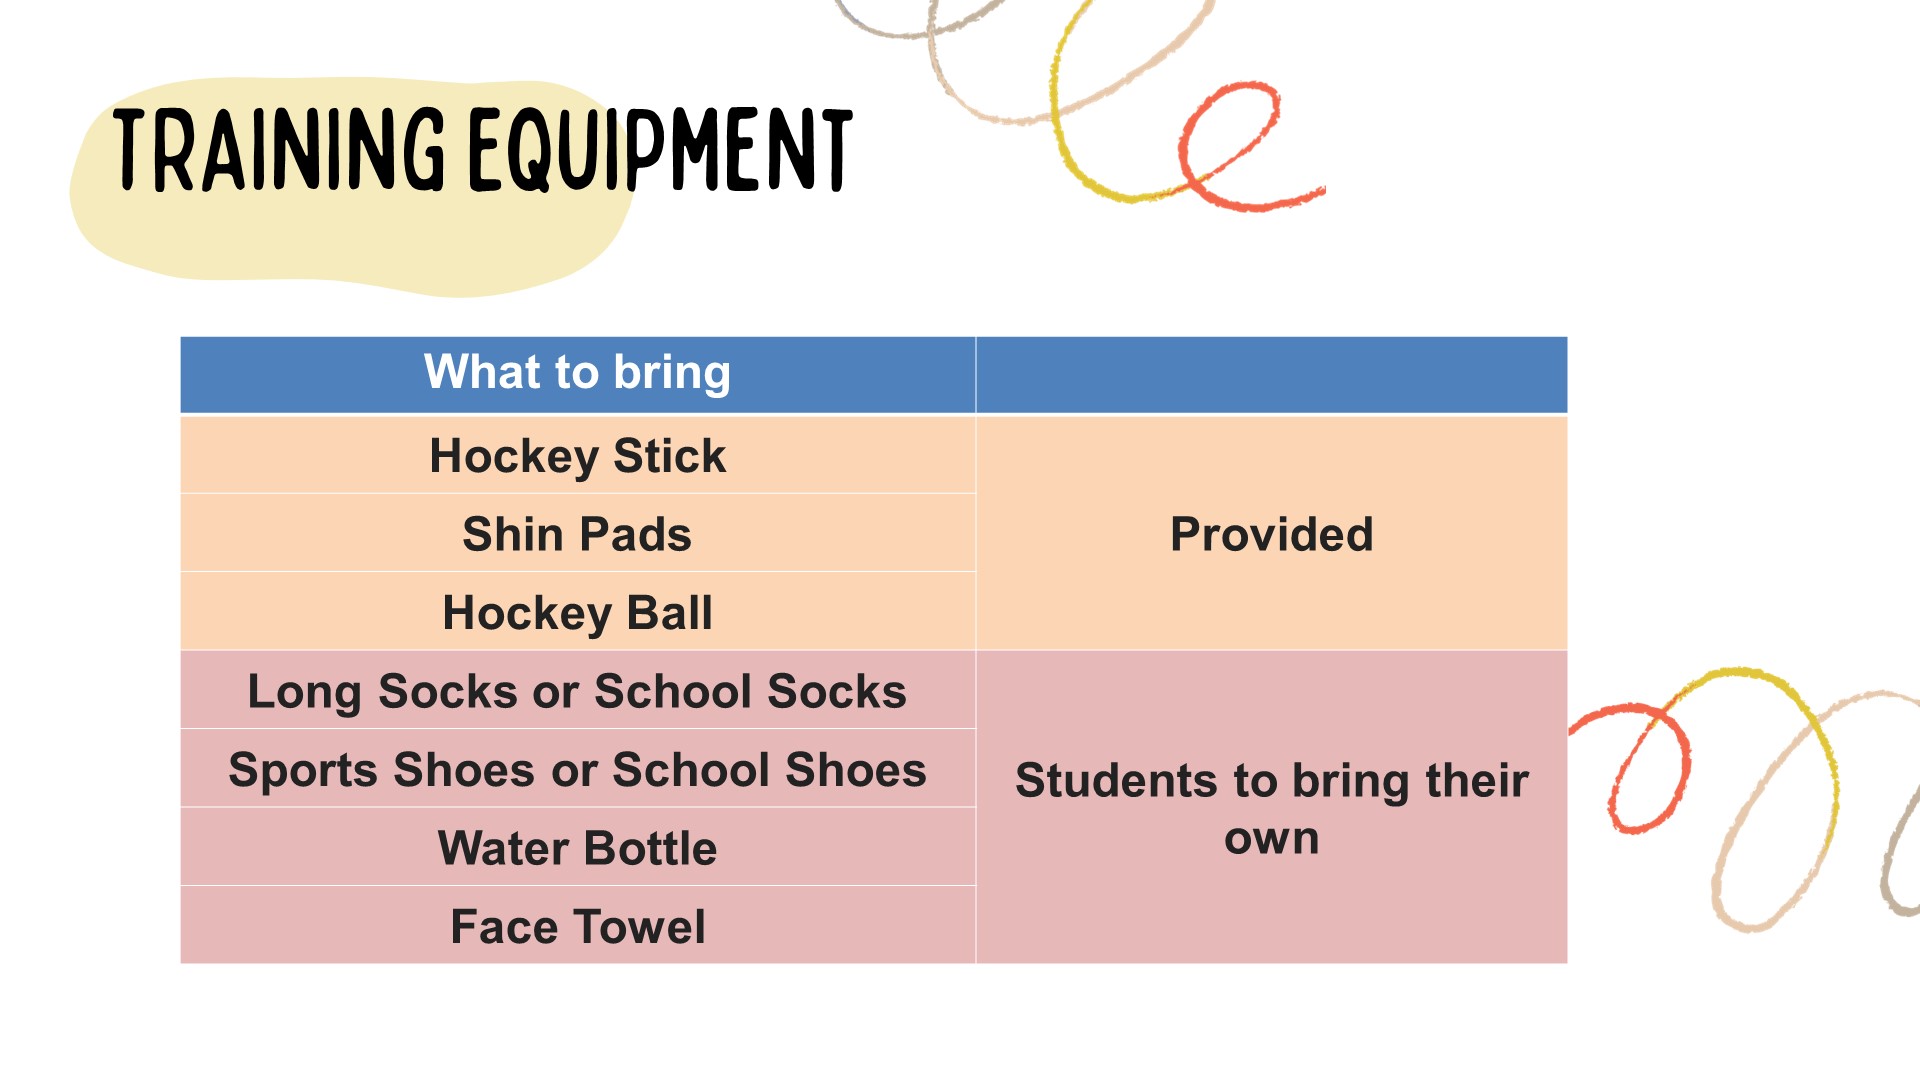 TRAINING EQUIPMENT
What to bring
Hockey Stick
Shin Pads
Provided
Hockey Ball
Long Socks or School Socks
Sports Shoes or School Shoes
Students to bring their
own
Water Bottle
Face Towel